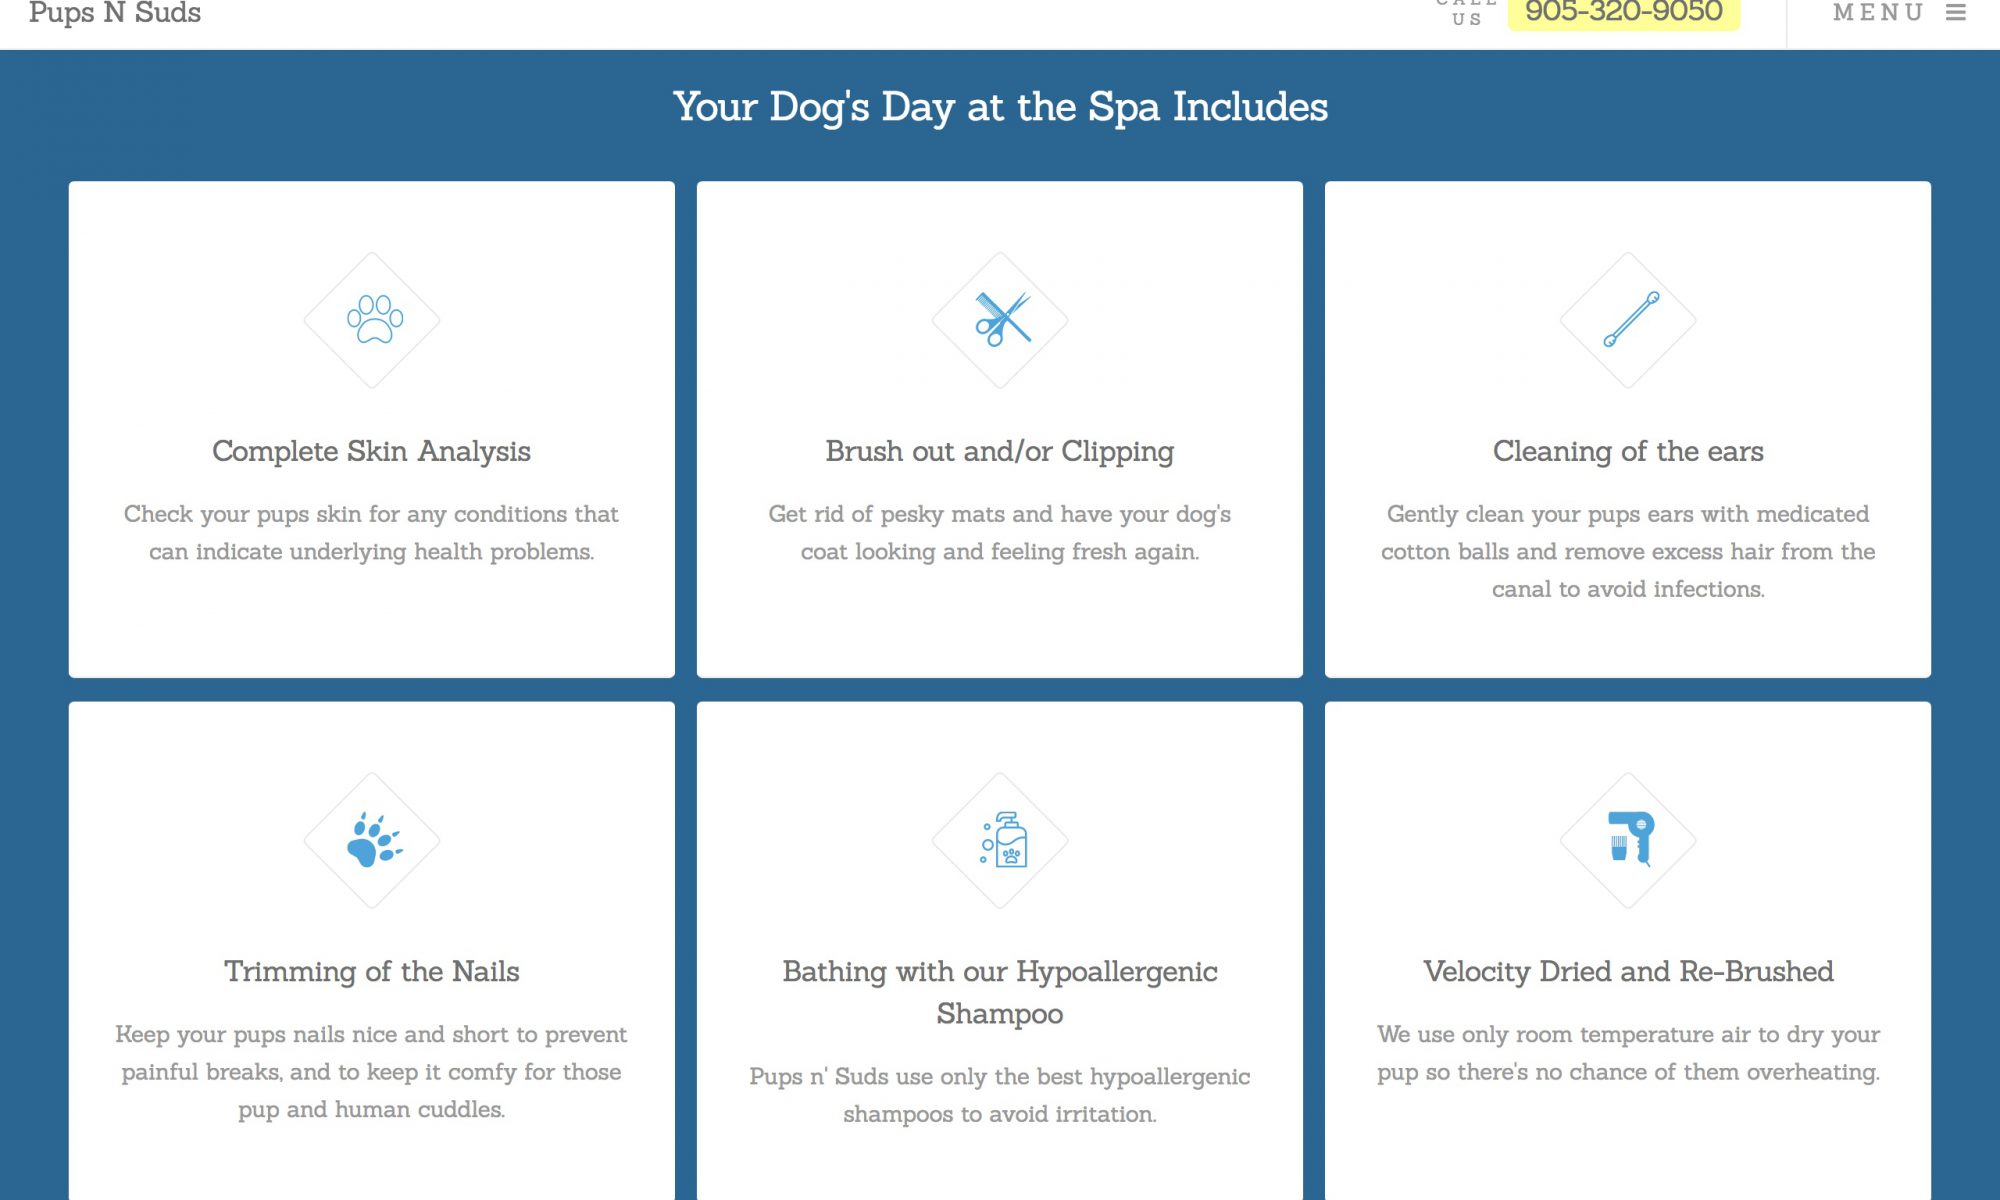 Pups N Suds
CALL
US
905-320-9050
MENU
Your Dog's Day at the Spa Includes
Complete Skin Analysis
Check your pups skin for any conditions that
can indicate underlying health problems.
Brush out and/or Clipping
Get rid of pesky mats and have your dog's
coat looking and feeling fresh again.
Cleaning of the ears
Gently clean your pups ears with medicated
cotton balls and remove excess hair from the
canal to avoid infections.
Trimming of the Nails
Keep your pups nails nice and short to prevent
painful breaks, and to keep it comfy for those
pup and human cuddles.
Bathing with our Hypoallergenic
Shampoo
Pups n' Suds use only the best hypoallergenic
shampoos to avoid irritation.
Velocity Dried and Re-Brushed
We use only room temperature air to dry your
pup so there's no chance of them overheating.